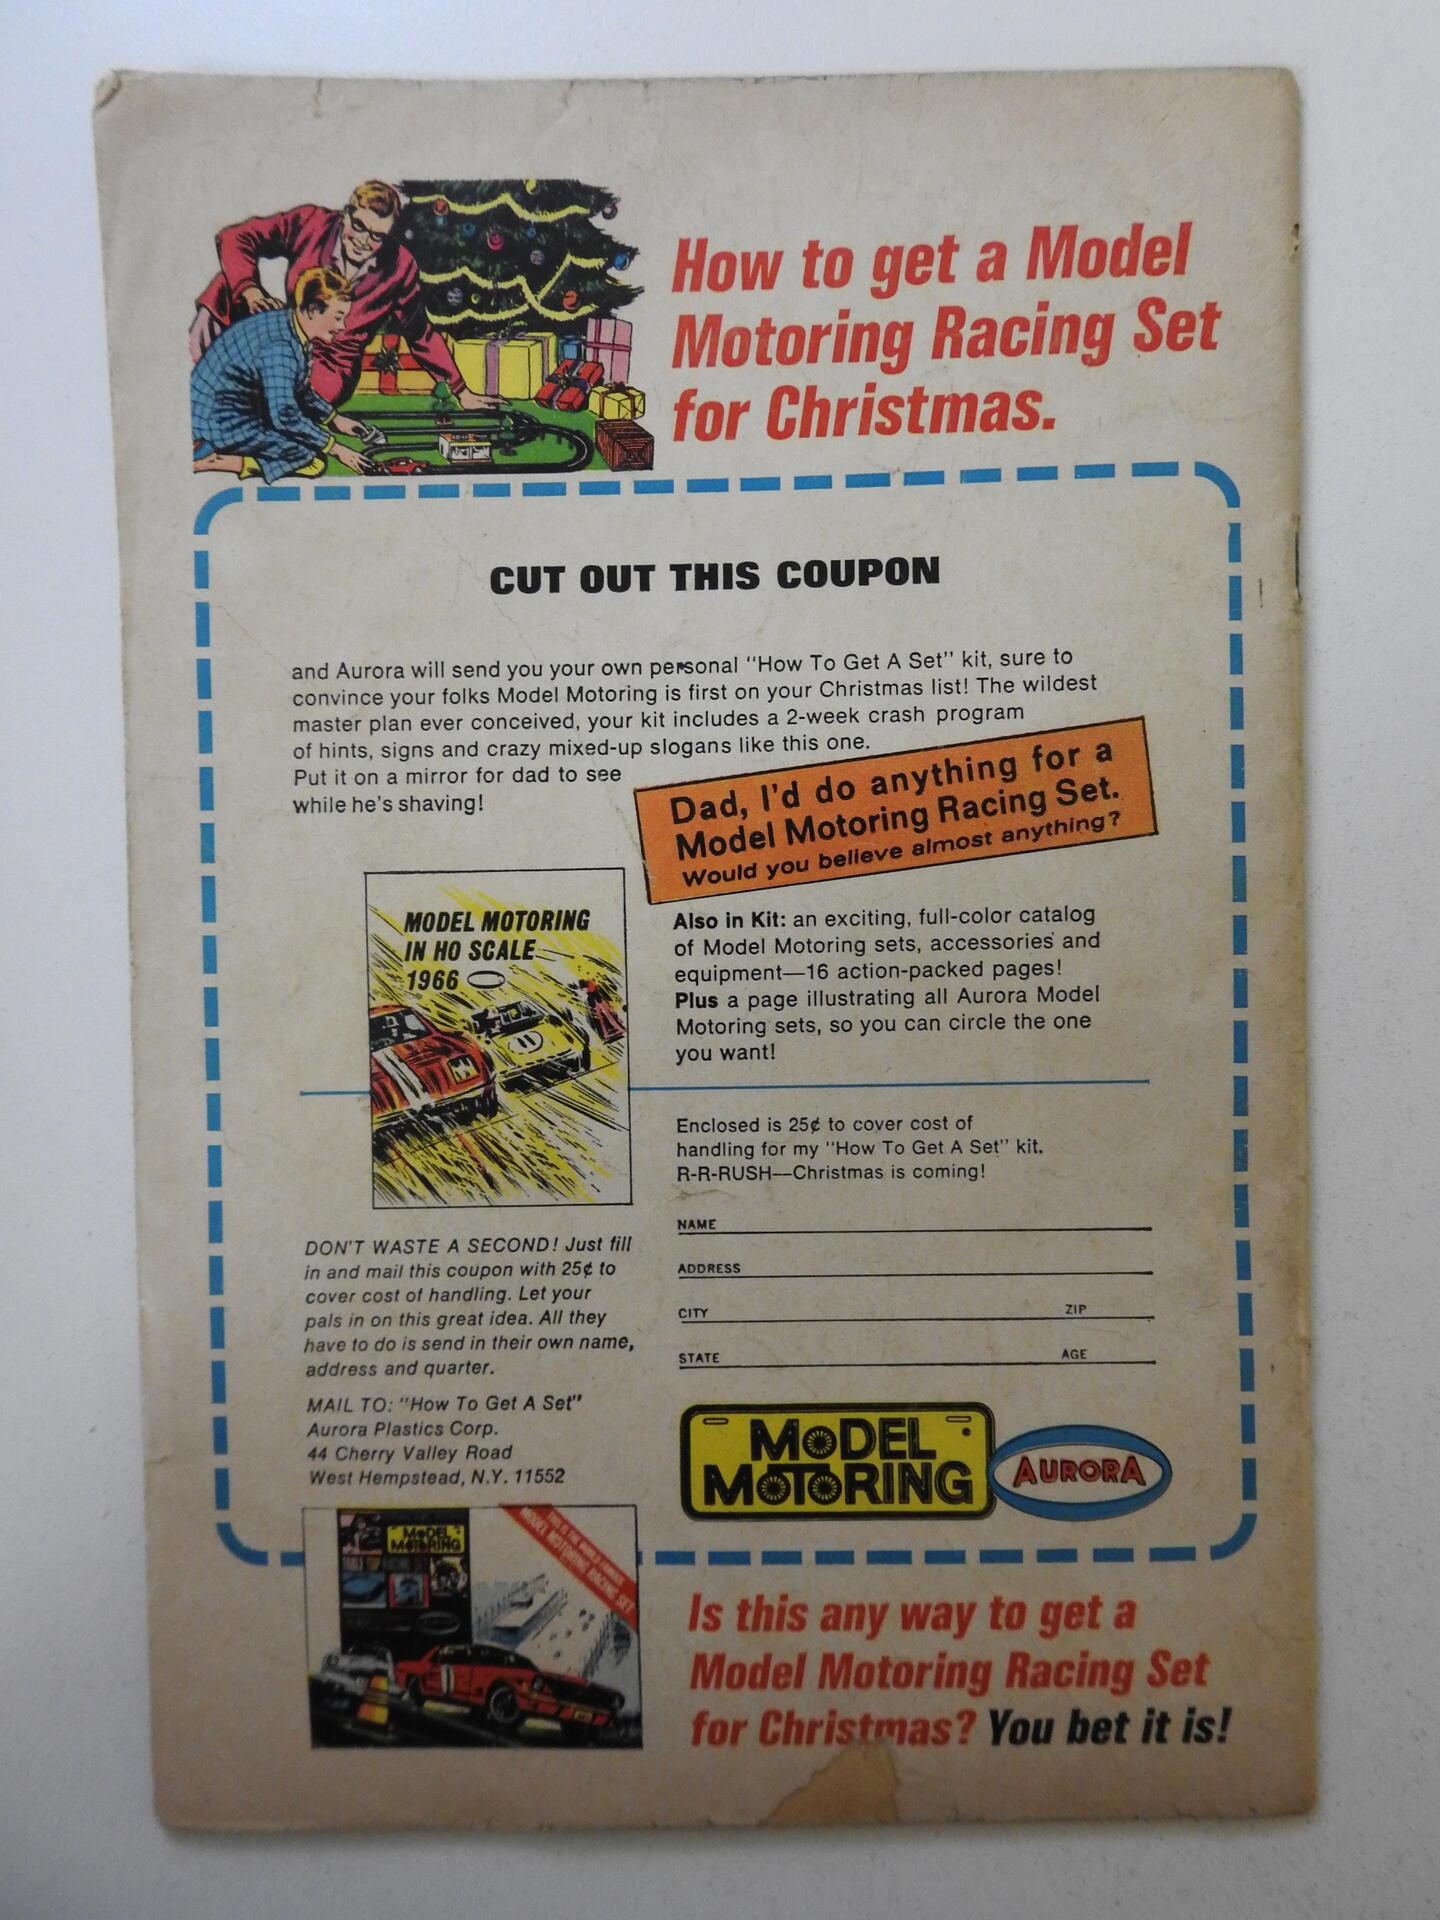 How to get a Model
Motoring Racing Set
for Christmas.
CUT OUT THIS COUPON
and Aurora will send you your own personal "How To Get A Set" kit, sure to
convince your folks Model Motoring is first on your Christmas list! The wildest
master plan ever conceived, your kit includes a 2-week crash program
of hints, signs and crazy mixed-up slogans like this one.
Put it on a mirror for dad to see
while he's shaving!
Dad, I'd do anything for a
Model Motoring Racing Set.
Would you believe almost anything?
MODEL MOTORING
IN HO SCALE
1966
11
Also in Kit: an exciting, full-color catalog
of Model Motoring sets, accessories and
equipment—16 action-packed pages!
Plus a page illustrating all Aurora Model
Motoring sets, so you can circle the one
you want!
Enclosed is 25¢ to cover cost of
handling for my "How To Get A Set" kit.
R-R-RUSH—Christmas is coming!
NAME
ADDRESS
CITY ZIP
STATE AGE
DON'T WASTE A SECOND! Just fill
in and mail this coupon with 25¢ to
cover cost of handling. Let your
pals in on this great idea. All they
have to do is send in their own name,
address and quarter.
MAIL TO: "How To Get A Set"
Aurora Plastics Corp.
44 Cherry Valley Road
West Hempstead, N.Y. 11552
MODEL
MOTORING
AURORA
MODEL
MOTORING
MODEL MOTORING RACING SET
1
Is this any way to get a
Model Motoring Racing Set
for Christmas? You bet it is!